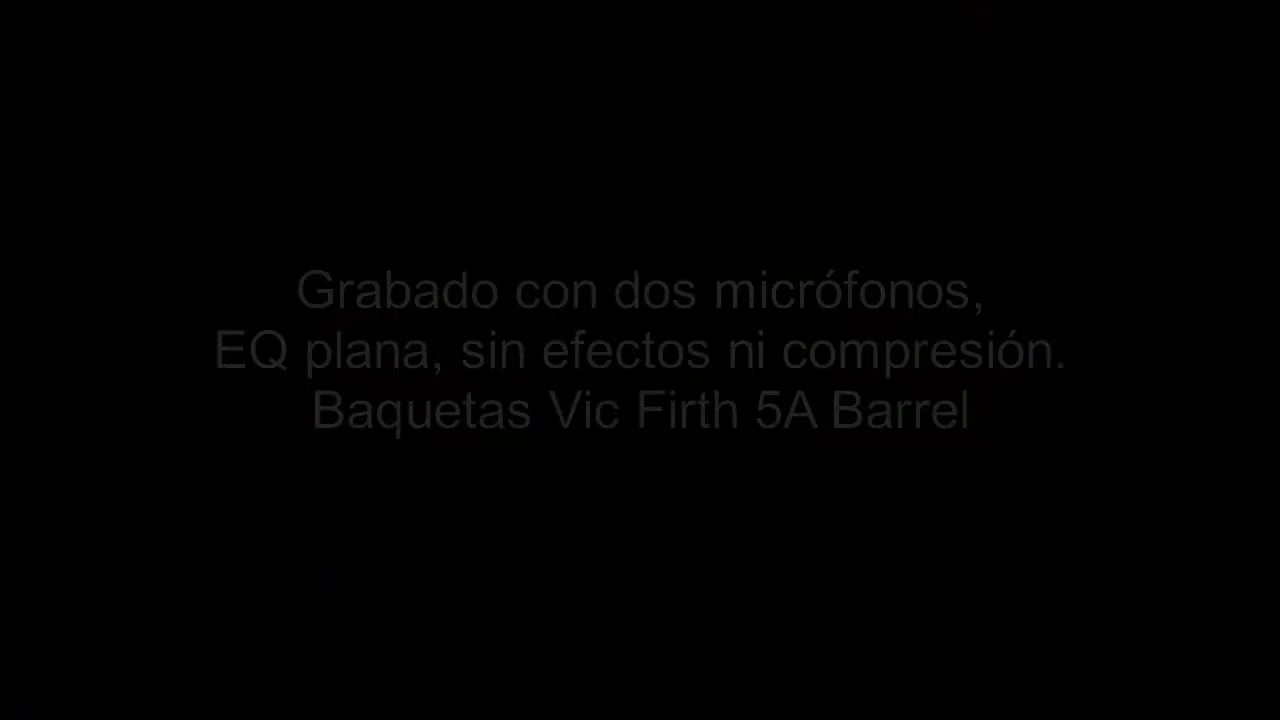 Grabado con dos micrófonos,
EQ plana, sin efectos ni compresión.
Baquetas Vic Firth 5A Barrel